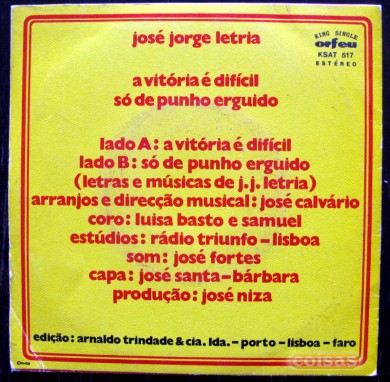 josé jorge letria
KING SINGLE
orfeu
KSAT 517
ESTÉREO
a vitória é difícil
só de punho erguido
lado A: a vitória é difícil
lado B: só de punho erguido
(letras e músicas de j.j. letria)
arranjos e direcção musical: josé calvário
coro: luisa basto e samuel
estúdios: rádio triunfo – lisboa
som: josé fortes
capa: josé santa-bárbara
produção: josé niza
edição: arnaldo trindade & cia. lda. – porto – lisboa – faro
coisas